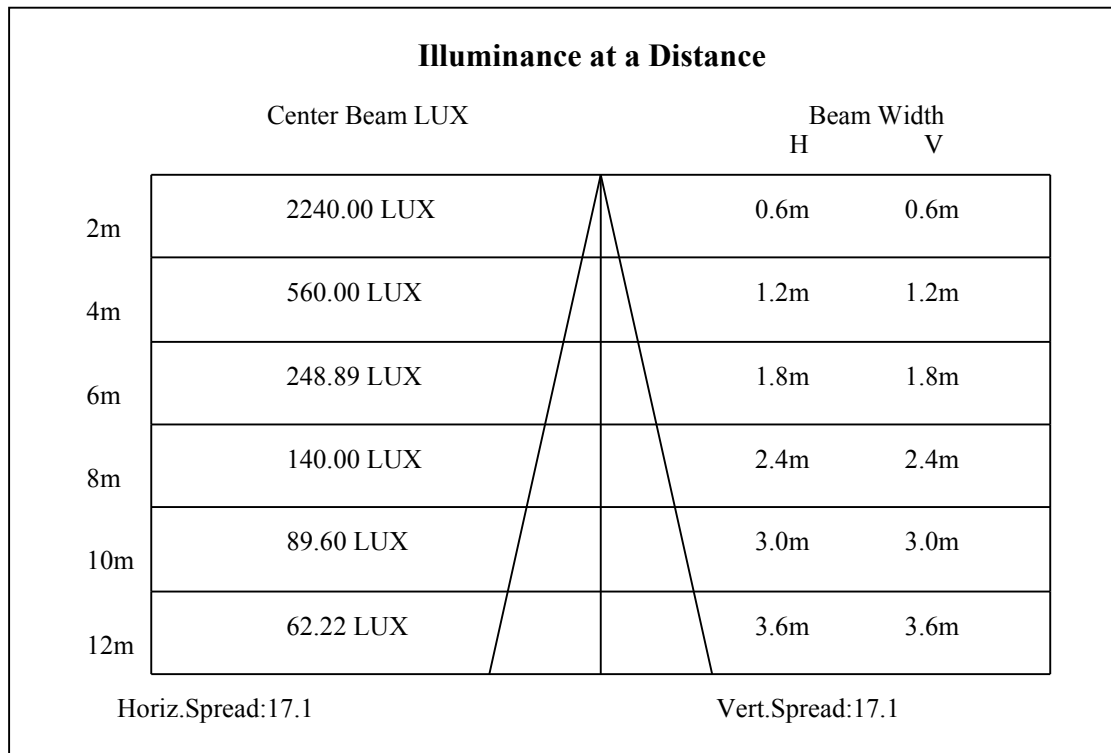 Illuminance at a Distance
Center Beam LUX Beam Width
H V
2m 2240.00 LUX 0.6m 0.6m
4m 560.00 LUX 1.2m 1.2m
6m 248.89 LUX 1.8m 1.8m
8m 140.00 LUX 2.4m 2.4m
10m 89.60 LUX 3.0m 3.0m
12m 62.22 LUX 3.6m 3.6m
Horiz.Spread:17.1 Vert.Spread:17.1